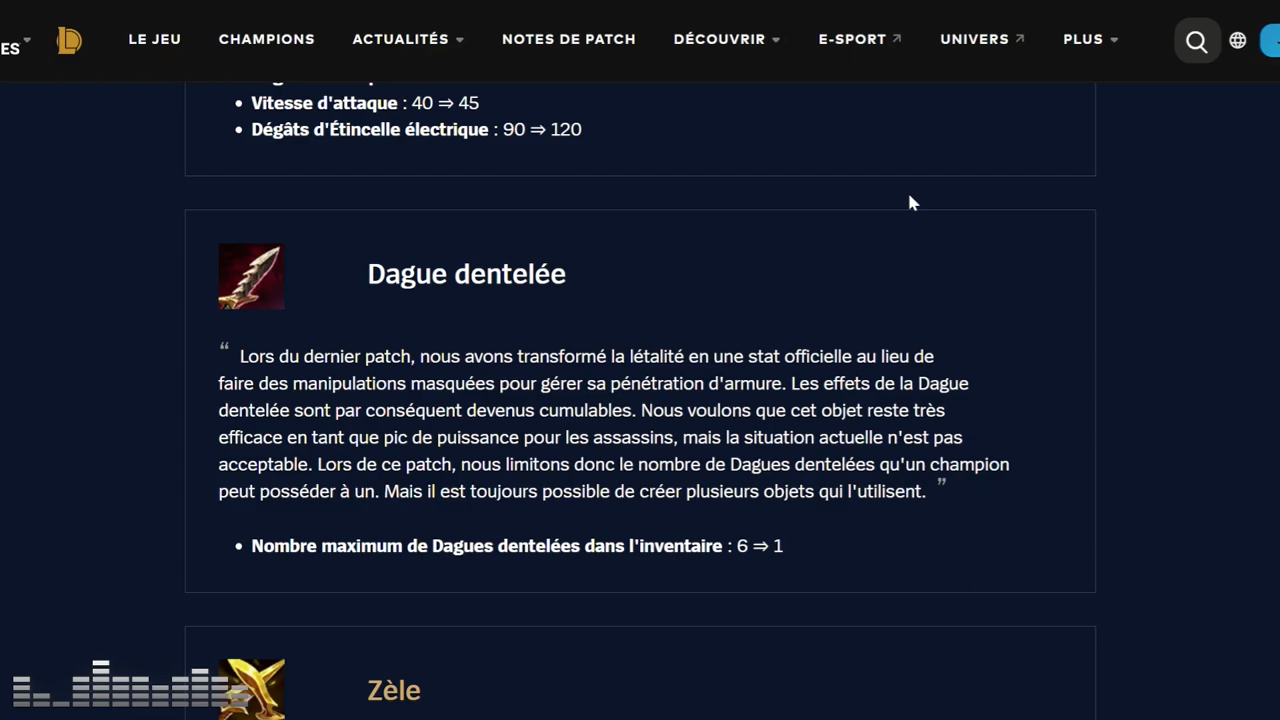 ES
LE JEU CHAMPIONS ACTUALITÉS NOTES DE PATCH DÉCOUVRIR E-SPORT UNIVERS PLUS
• Vitesse d'attaque : 40 ⇒ 45
• Dégâts d'Étincelle électrique : 90 ⇒ 120
Dague dentelée
“ Lors du dernier patch, nous avons transformé la létalité en une stat officielle au lieu de
faire des manipulations masquées pour gérer sa pénétration d'armure. Les effets de la Dague
dentelée sont par conséquent devenus cumulables. Nous voulons que cet objet reste très
efficace en tant que pic de puissance pour les assassins, mais la situation actuelle n'est pas
acceptable. Lors de ce patch, nous limitons donc le nombre de Dagues dentelées qu'un champion
peut posséder à un. Mais il est toujours possible de créer plusieurs objets qui l'utilisent. ”
• Nombre maximum de Dagues dentelées dans l'inventaire : 6 ⇒ 1
Zèle